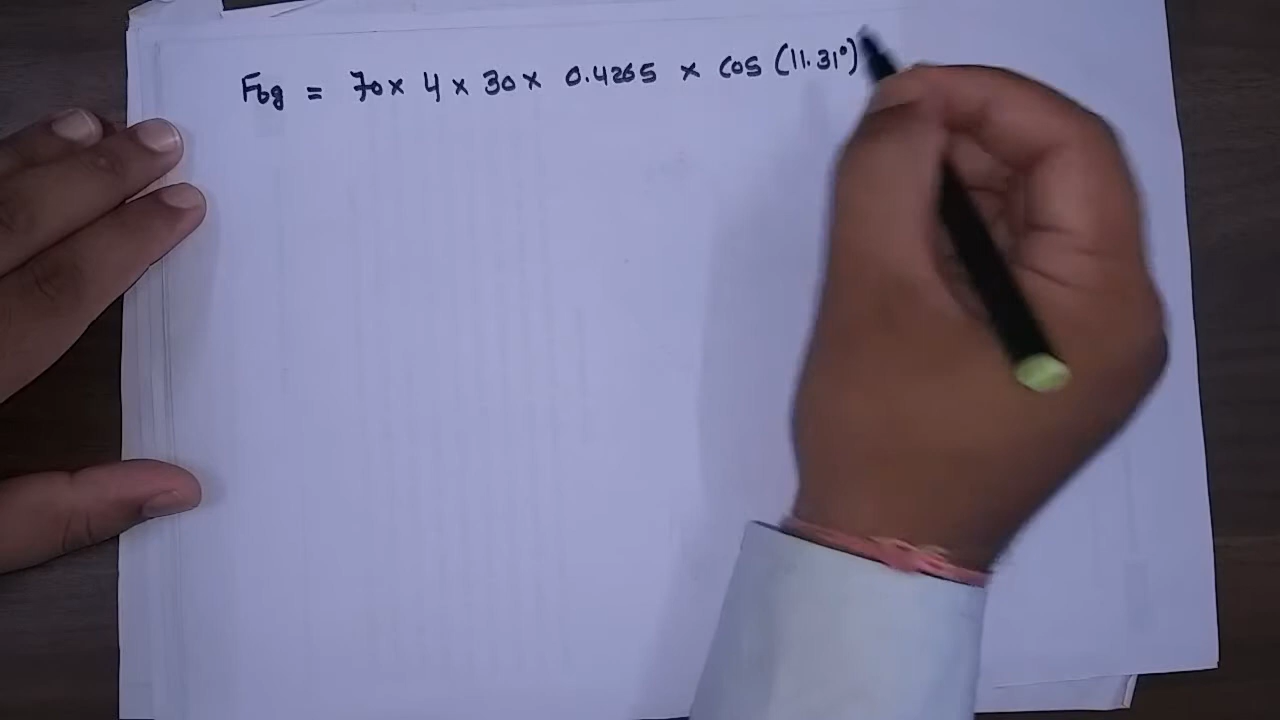 Fbg = 70 × 4 × 30 × 0.4265 × cos (11.31°)